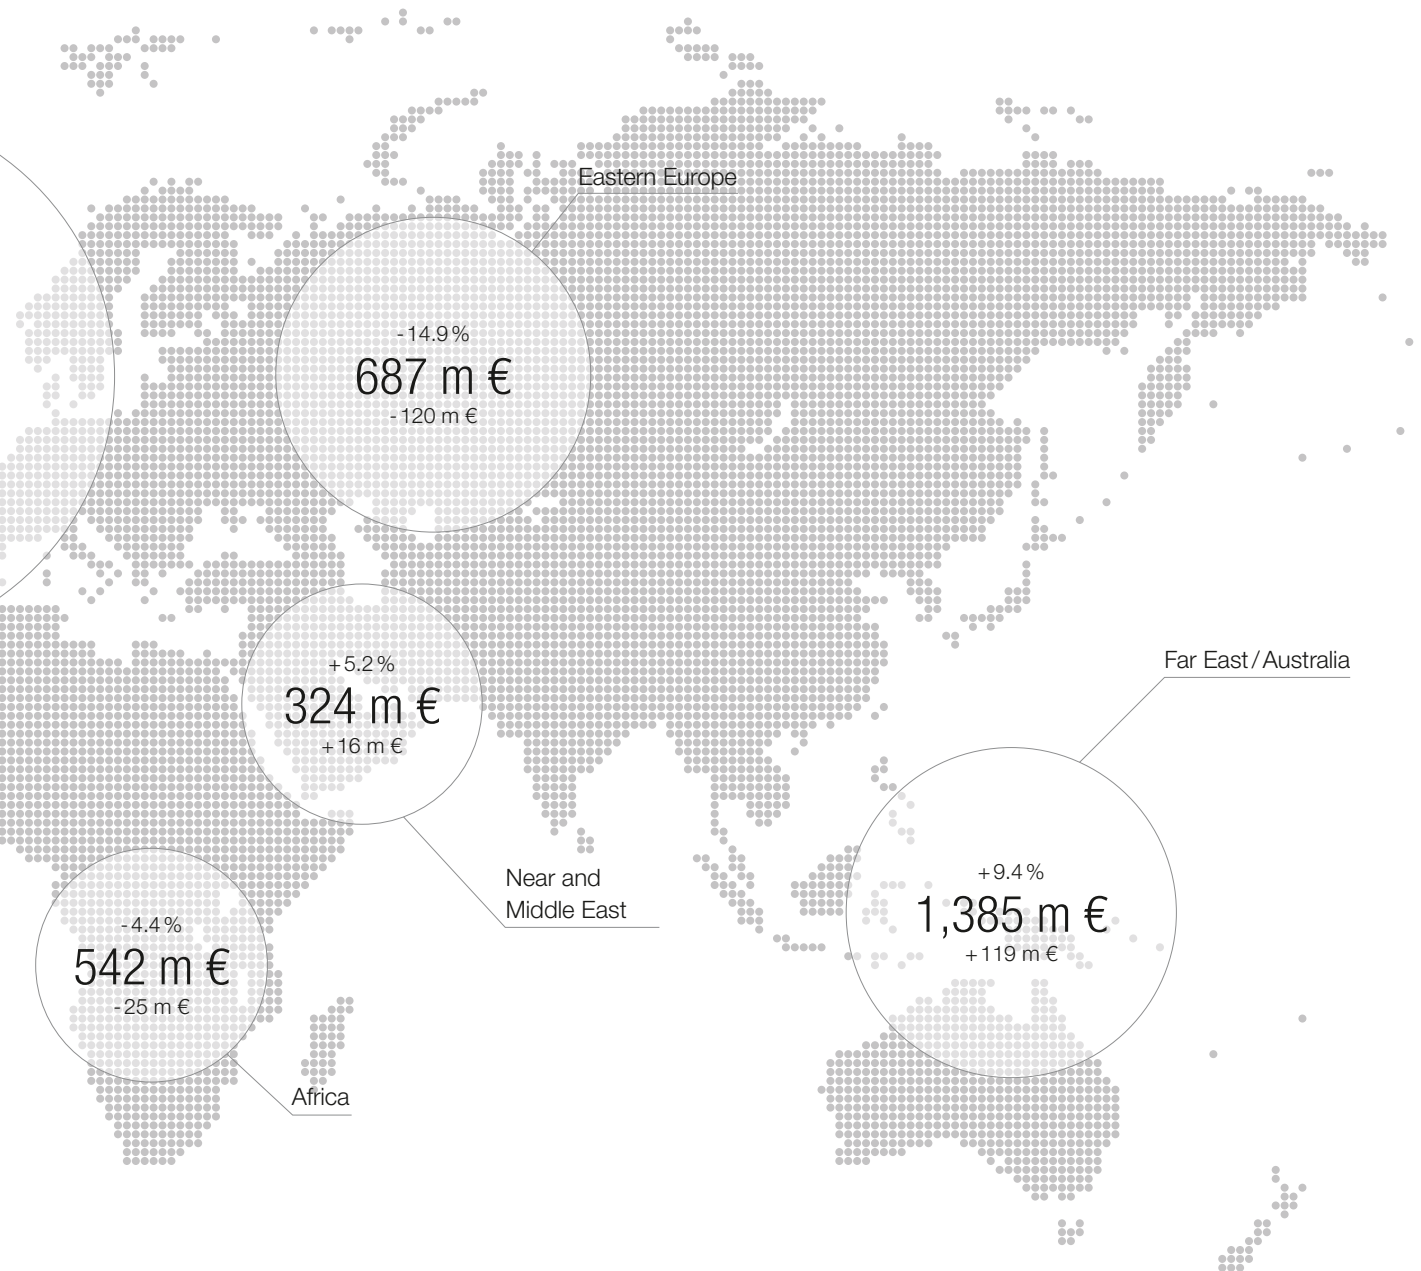 Eastern Europe
-14.9%
687 m €
-120 m €
+5.2%
324 m €
+16 m €
Near and
Middle East
Far East/Australia
+9.4%
1,385 m €
+119 m €
-4.4%
542 m €
-25 m €
Africa